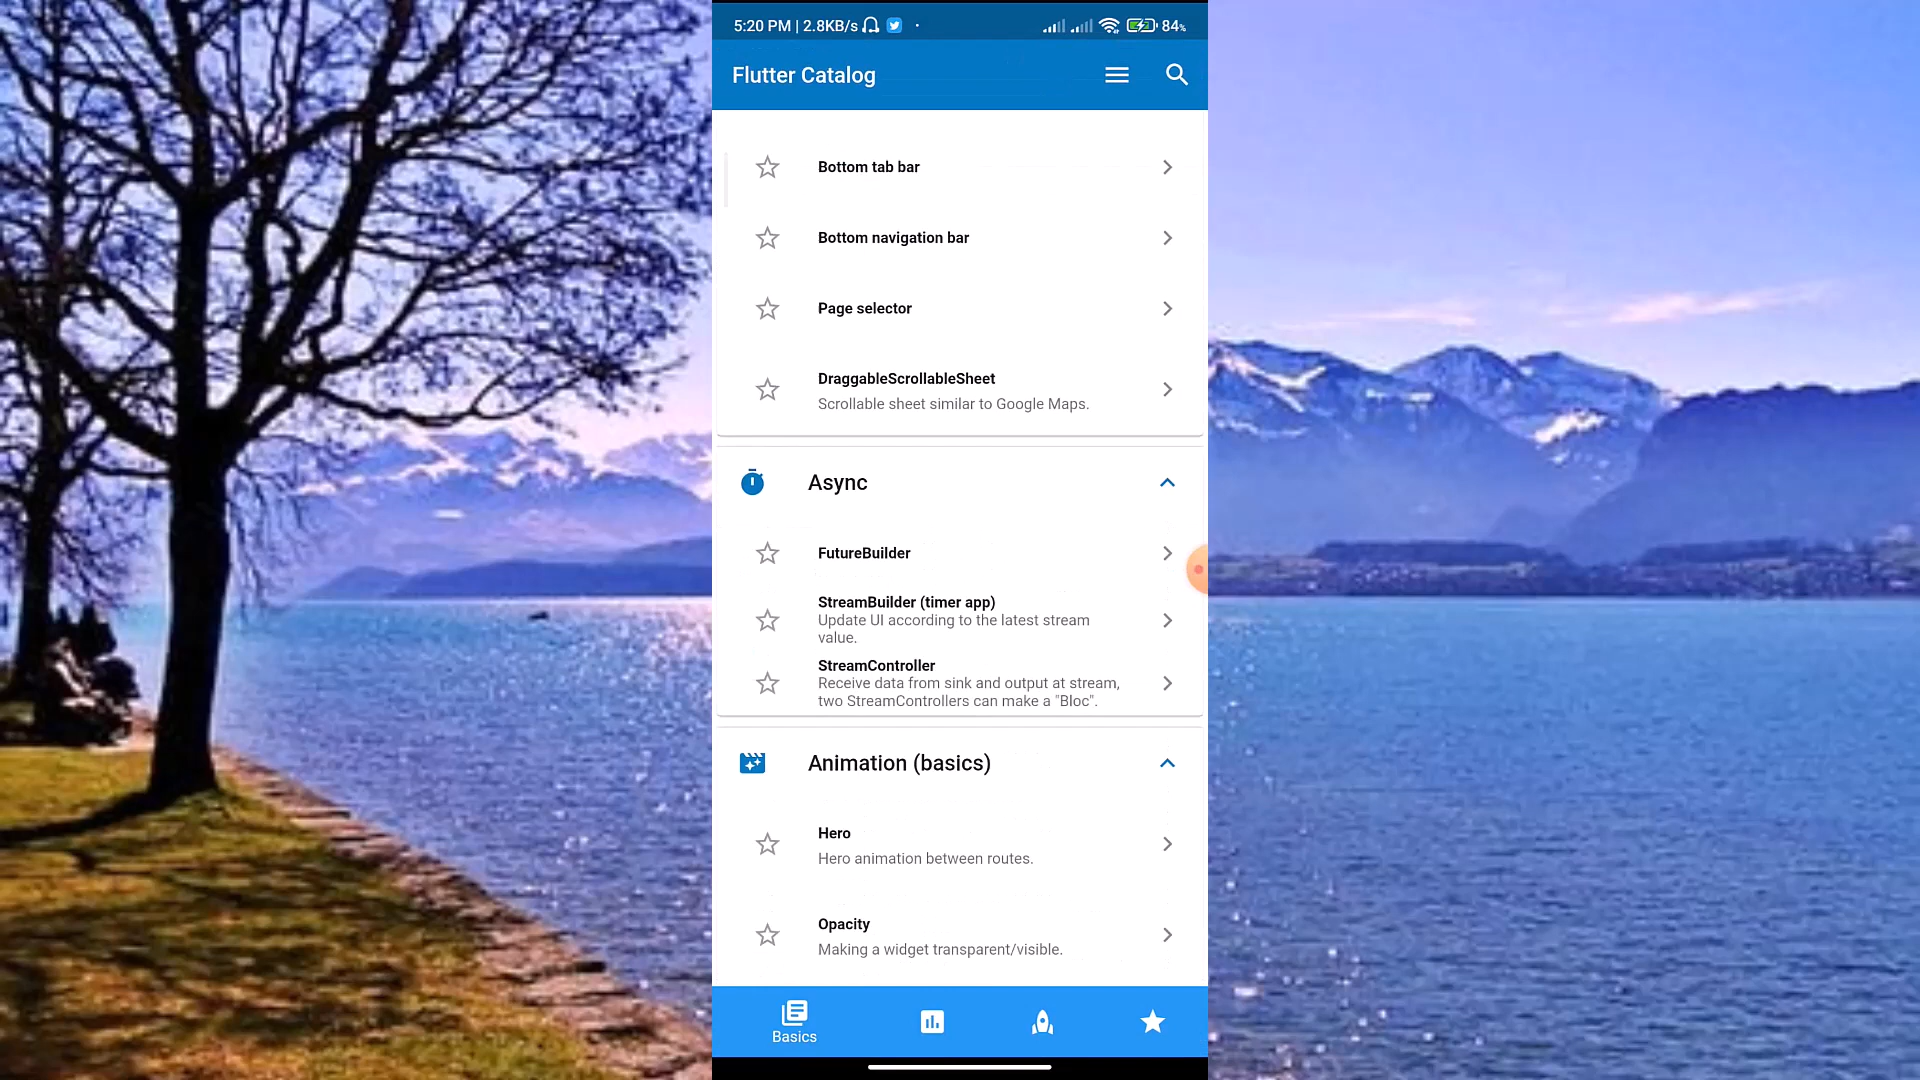 5:20 PM | 2.8KB/s
84%
Flutter Catalog
Bottom tab bar
Bottom navigation bar
Page selector
DraggableScrollableSheet
Scrollable sheet similar to Google Maps.
Async
FutureBuilder
StreamBuilder (timer app)
Update UI according to the latest stream
value.
StreamController
Receive data from sink and output at stream,
two StreamControllers can make a "Bloc".
Animation (basics)
Hero
Hero animation between routes.
Opacity
Making a widget transparent/visible.
Basics